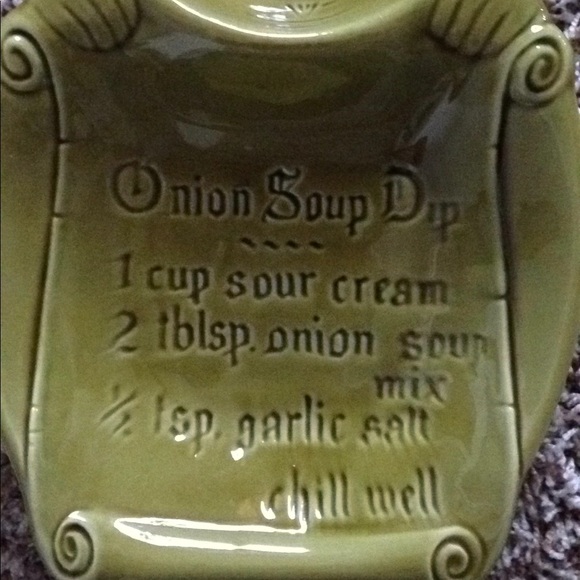 Onion Soup Dip
1 cup sour cream
2 tblsp. onion soup
mix
½ tsp. garlic salt
chill well